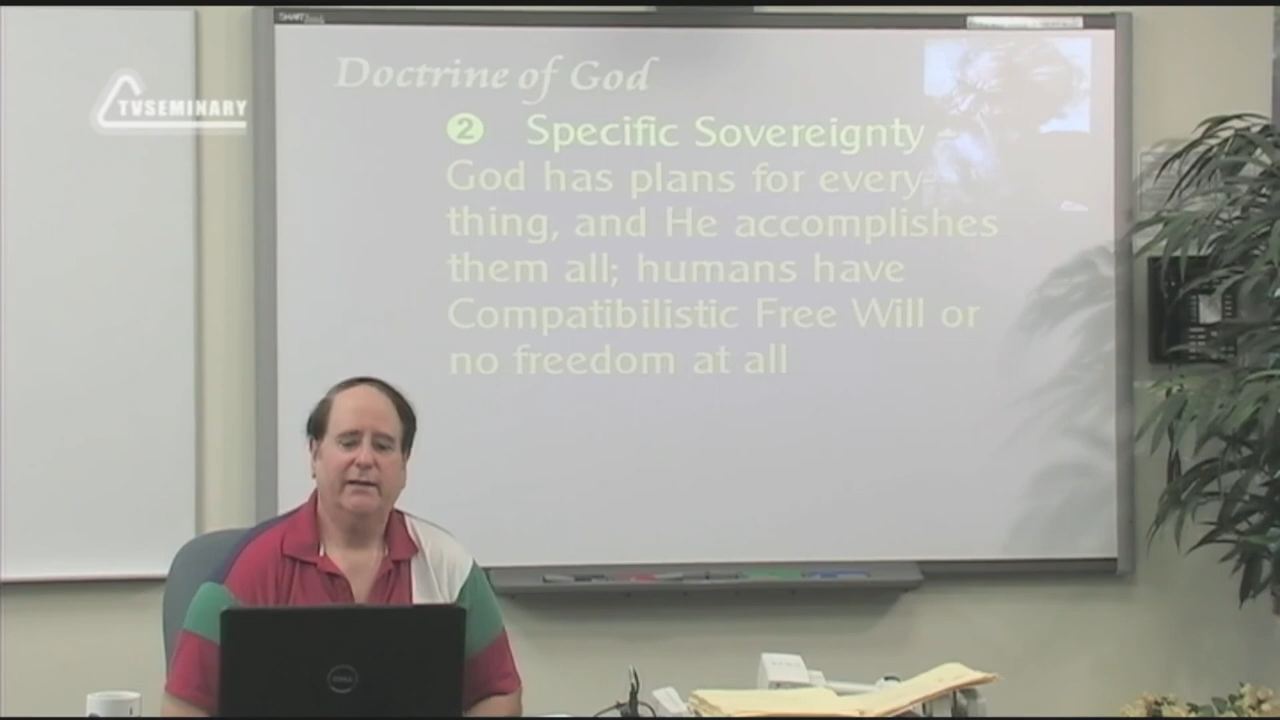 SMART
TVSEMINARY
Doctrine of God
2 Specific Sovereignty
God has plans for every-
thing, and He accomplishes
them all; humans have
Compatibilistic Free Will or
no freedom at all
DELL